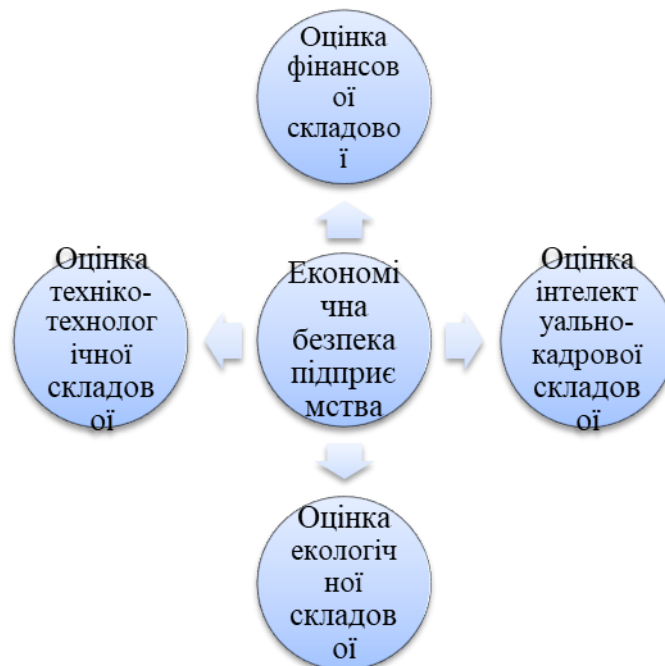 Оцінка
фінансов
ої
складово
ї
Оцінка
техніко-
технолог
ічної
складов
ої
Економі
чна
безпека
підприє
мства
Оцінка
інтелект
уально-
кадрової
складов
ої
Оцінка
екологіч
ної
складов
ої